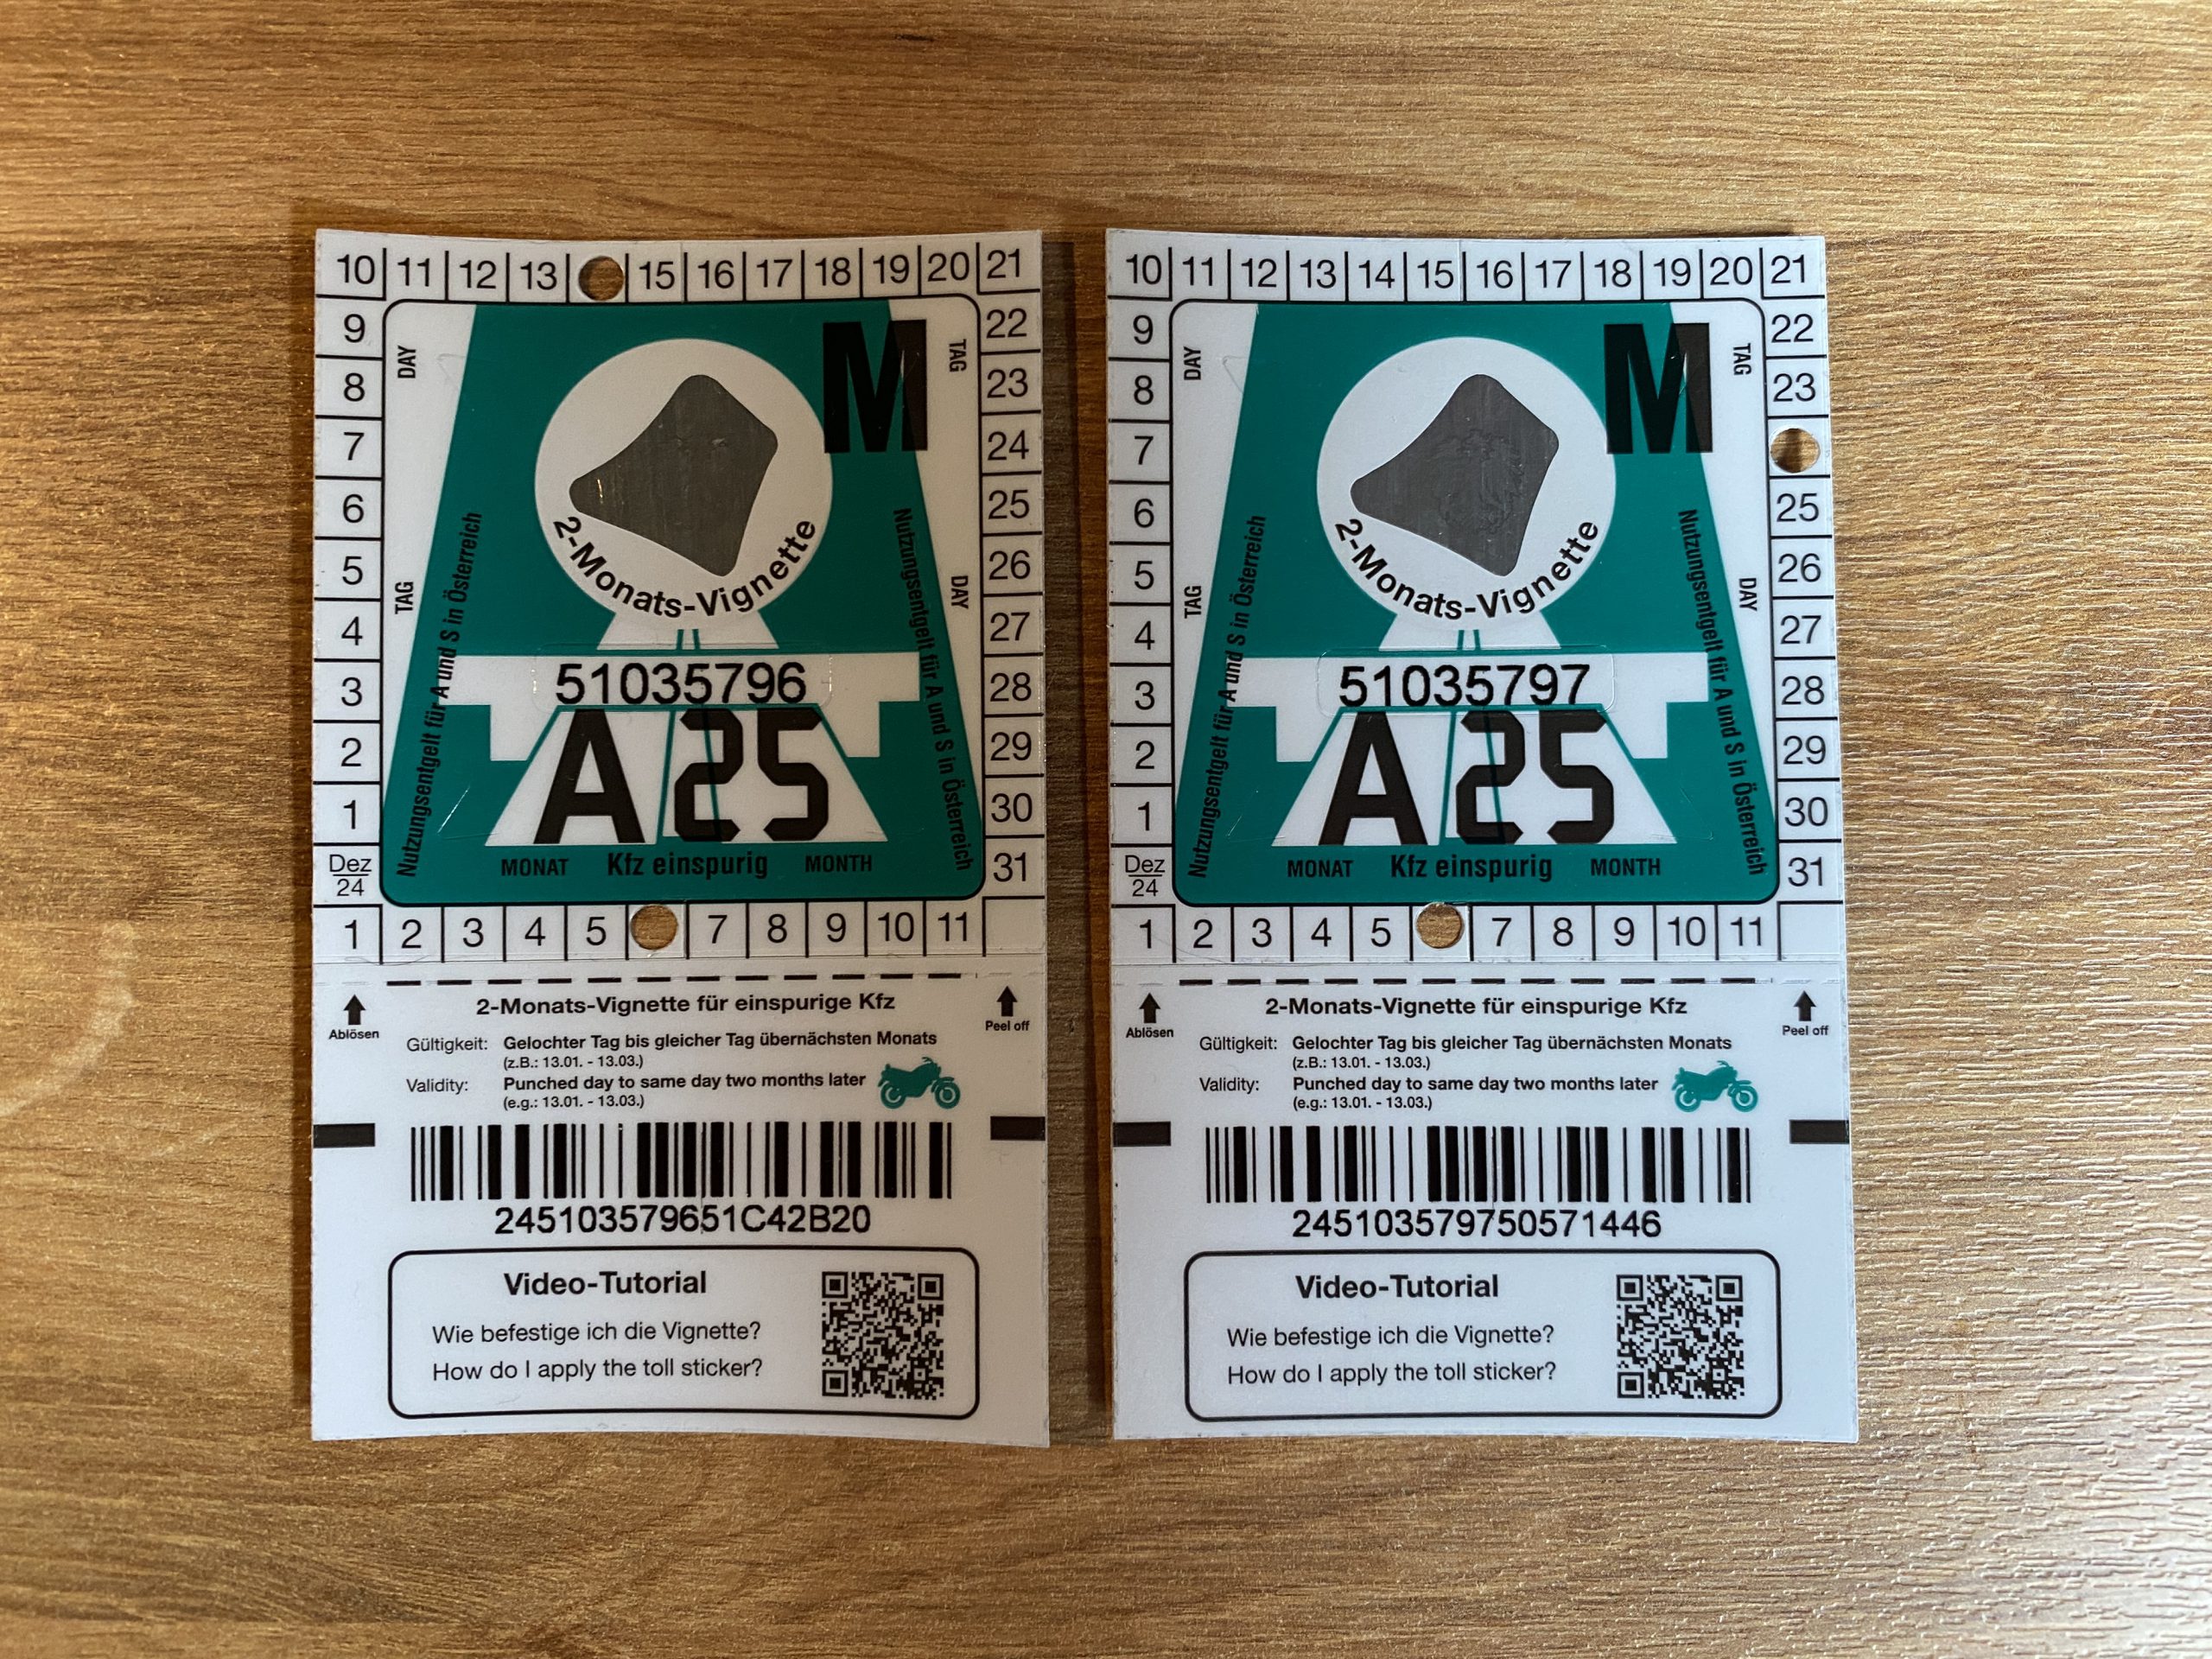 10 11 12 13 15 16 17 18 19 20 21
9 22
8 23
7 24
6 25
5 26
4 27
3 28
2 29
1 30
Dez 24 31
1 2 3 4 5 7 8 9 10 11
DAY
TAG
TAG
DAY
M
2-Monats-Vignette
Nutzungsentgelt für A und S in Österreich
Nutzungsentgelt für A und S in Österreich
51035796
A 25
MONAT Kfz einspurig MONTH
Ablösen
Peel off
2-Monats-Vignette für einspurige Kfz
Gültigkeit: Gelochter Tag bis gleicher Tag übernächsten Monats
(z.B.: 13.01. - 13.03.)
Validity: Punched day to same day two months later
(e.g.: 13.01. - 13.03.)
245103579651C42B20
Video-Tutorial
Wie befestige ich die Vignette?
How do I apply the toll sticker?
10 11 12 13 14 15 16 17 18 19 20 21
9 22
8 23
7
6 25
5 26
4 27
3 28
2 29
1 30
Dez 24 31
1 2 3 4 5 7 8 9 10 11
DAY
TAG
TAG
DAY
M
2-Monats-Vignette
Nutzungsentgelt für A und S in Österreich
Nutzungsentgelt für A und S in Österreich
51035797
A 25
MONAT Kfz einspurig MONTH
Ablösen
Peel off
2-Monats-Vignette für einspurige Kfz
Gültigkeit: Gelochter Tag bis gleicher Tag übernächsten Monats
(z.B.: 13.01. - 13.03.)
Validity: Punched day to same day two months later
(e.g.: 13.01. - 13.03.)
245103579750571446
Video-Tutorial
Wie befestige ich die Vignette?
How do I apply the toll sticker?